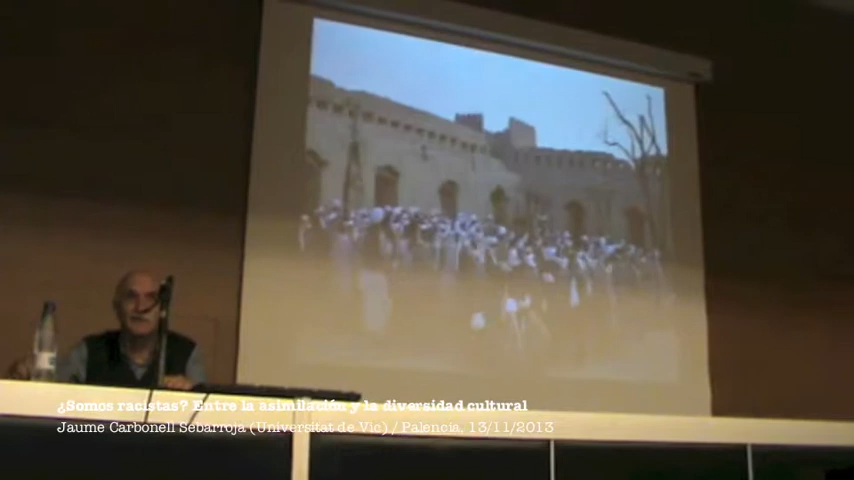 ¿Somos racistas? Entre la asimilación y la diversidad cultural
Jaume Carbonell Sebarroja (Universitat de Vic) / Palencia, 13/11/2013